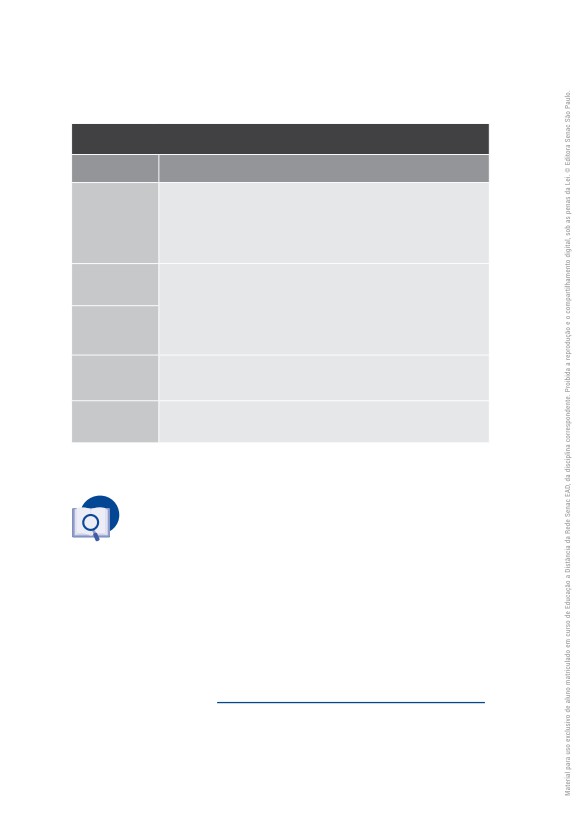 Material para uso exclusivo de aluno matriculado em curso de Educação a Distância da Rede Senac EAD, da disciplina correspondente. Proibida a reprodução e o compartilhamento digital, sob as penas da Lei. © Editora Senac São Paulo.